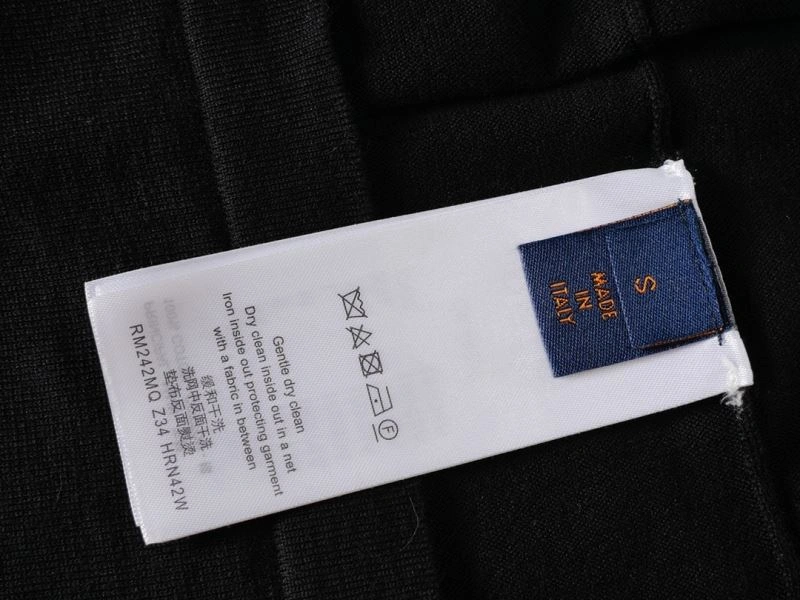 S
MADE
IN
ITALY
F
Gentle dry clean
Dry clean inside out in a net
Iron inside out protecting garment
with a fabric in between
缓和干洗
洗网中反面干洗
垫布反面熨烫
RM242MQ Z34 HRN42W